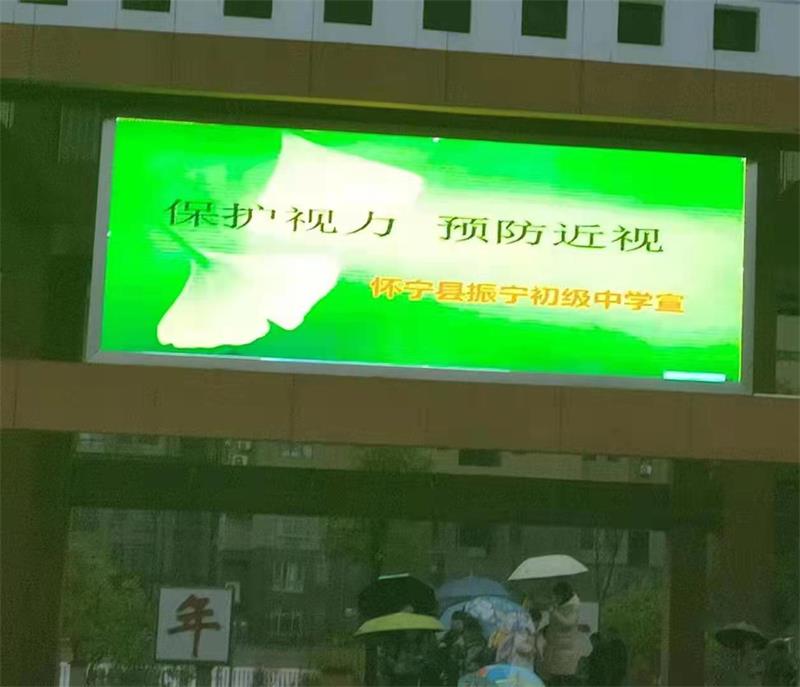 保护视力 预防近视
怀宁县振宁初级中学宣
年